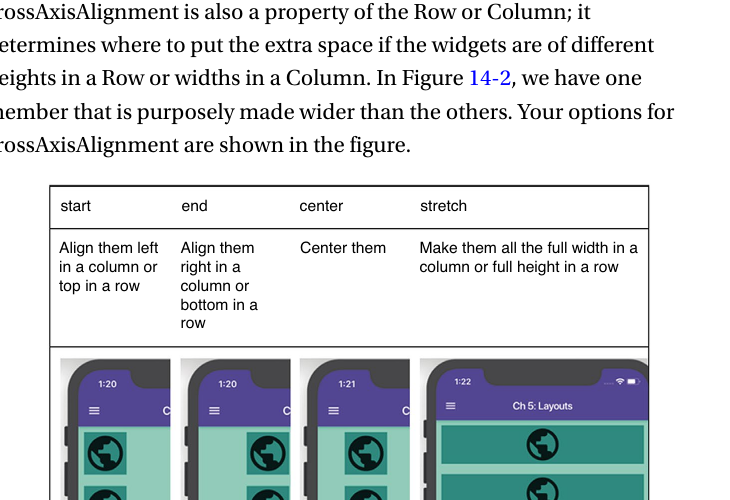 rossAxisAlignment is also a property of the Row or Column; it
etermines where to put the extra space if the widgets are of different
eights in a Row or widths in a Column. In Figure 14-2, we have one
nember that is purposely made wider than the others. Your options for
rossAxisAlignment are shown in the figure.
start end center stretch
Align them left
in a column or
top in a row
Align them
right in a
column or
bottom in a
row
Center them
Make them all the full width in a
column or full height in a row
1:20 1:20 1:21 1:22
C C C Ch 5: Layouts